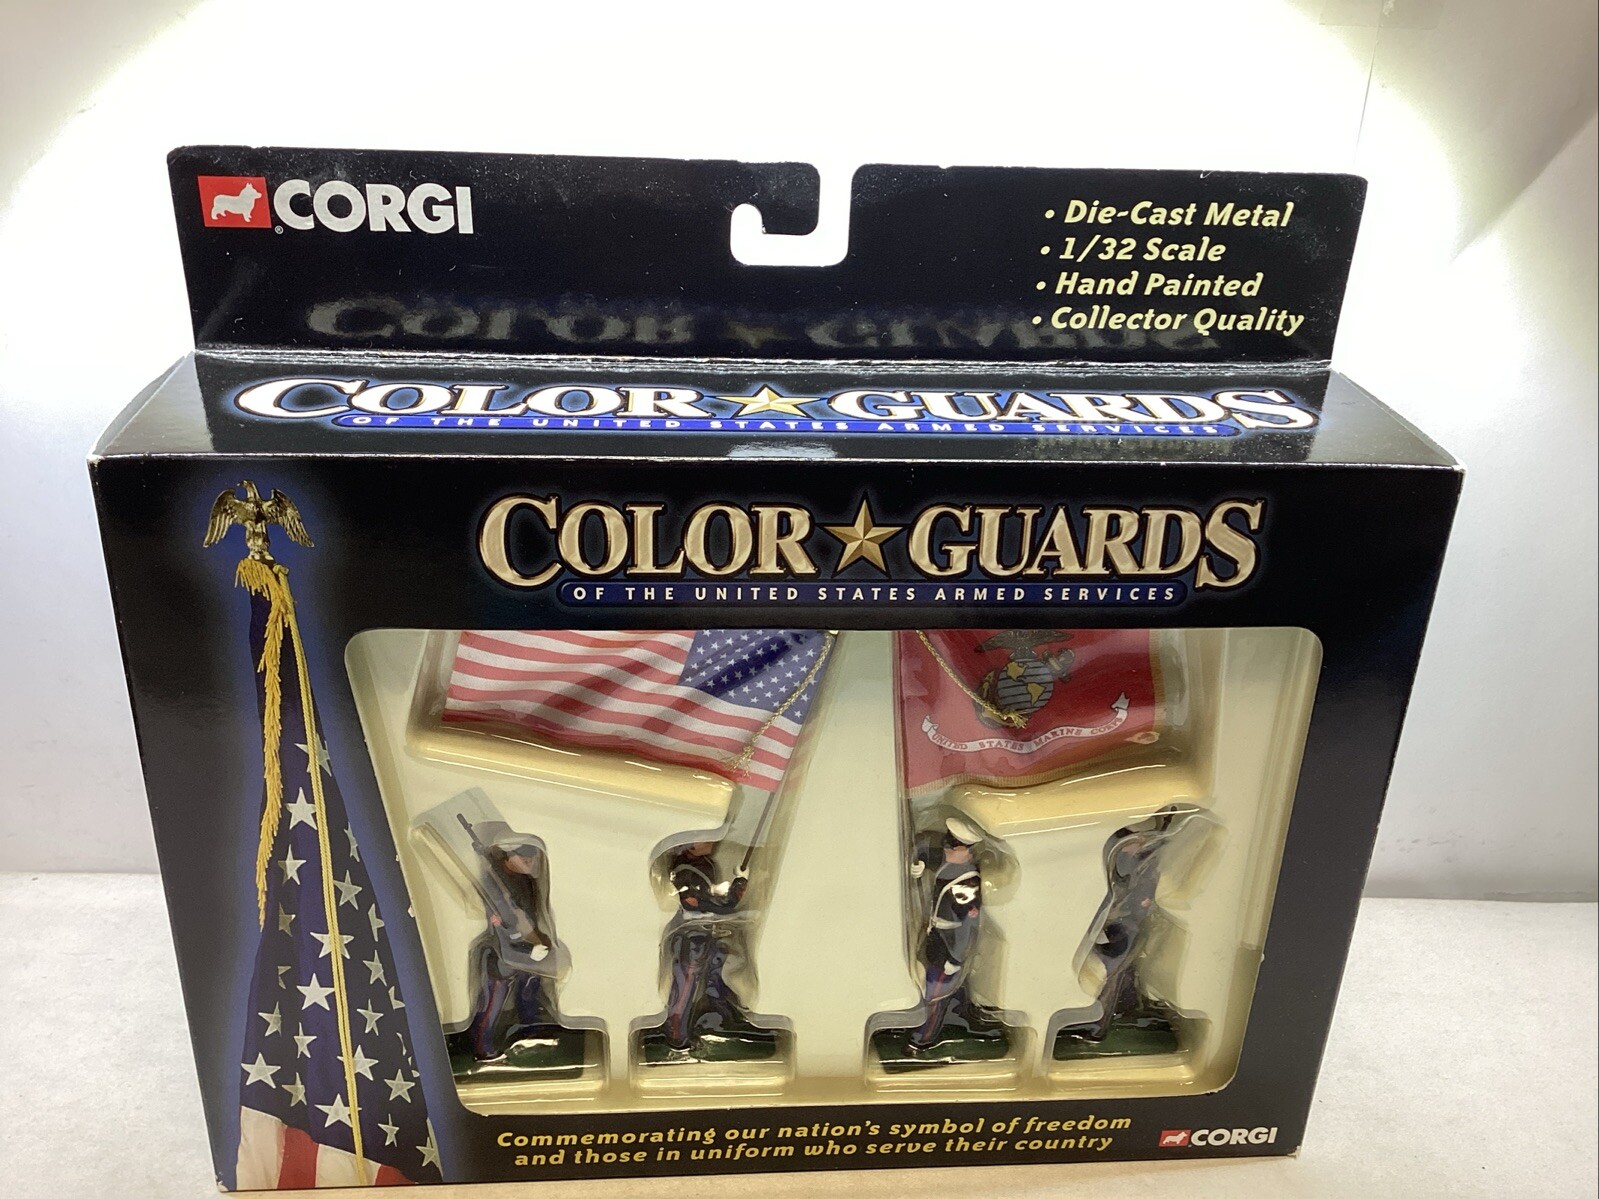 CORGI
• Die-Cast Metal
• 1/32 Scale
• Hand Painted
• Collector Quality
COLOR GUARDS
OF THE UNITED STATES ARMED SERVICES
COLOR GUARDS
OF THE UNITED STATES ARMED SERVICES
UNITED STATES MARINE CORPS
Commemorating our nation's symbol of freedom
and those in uniform who serve their country
CORGI